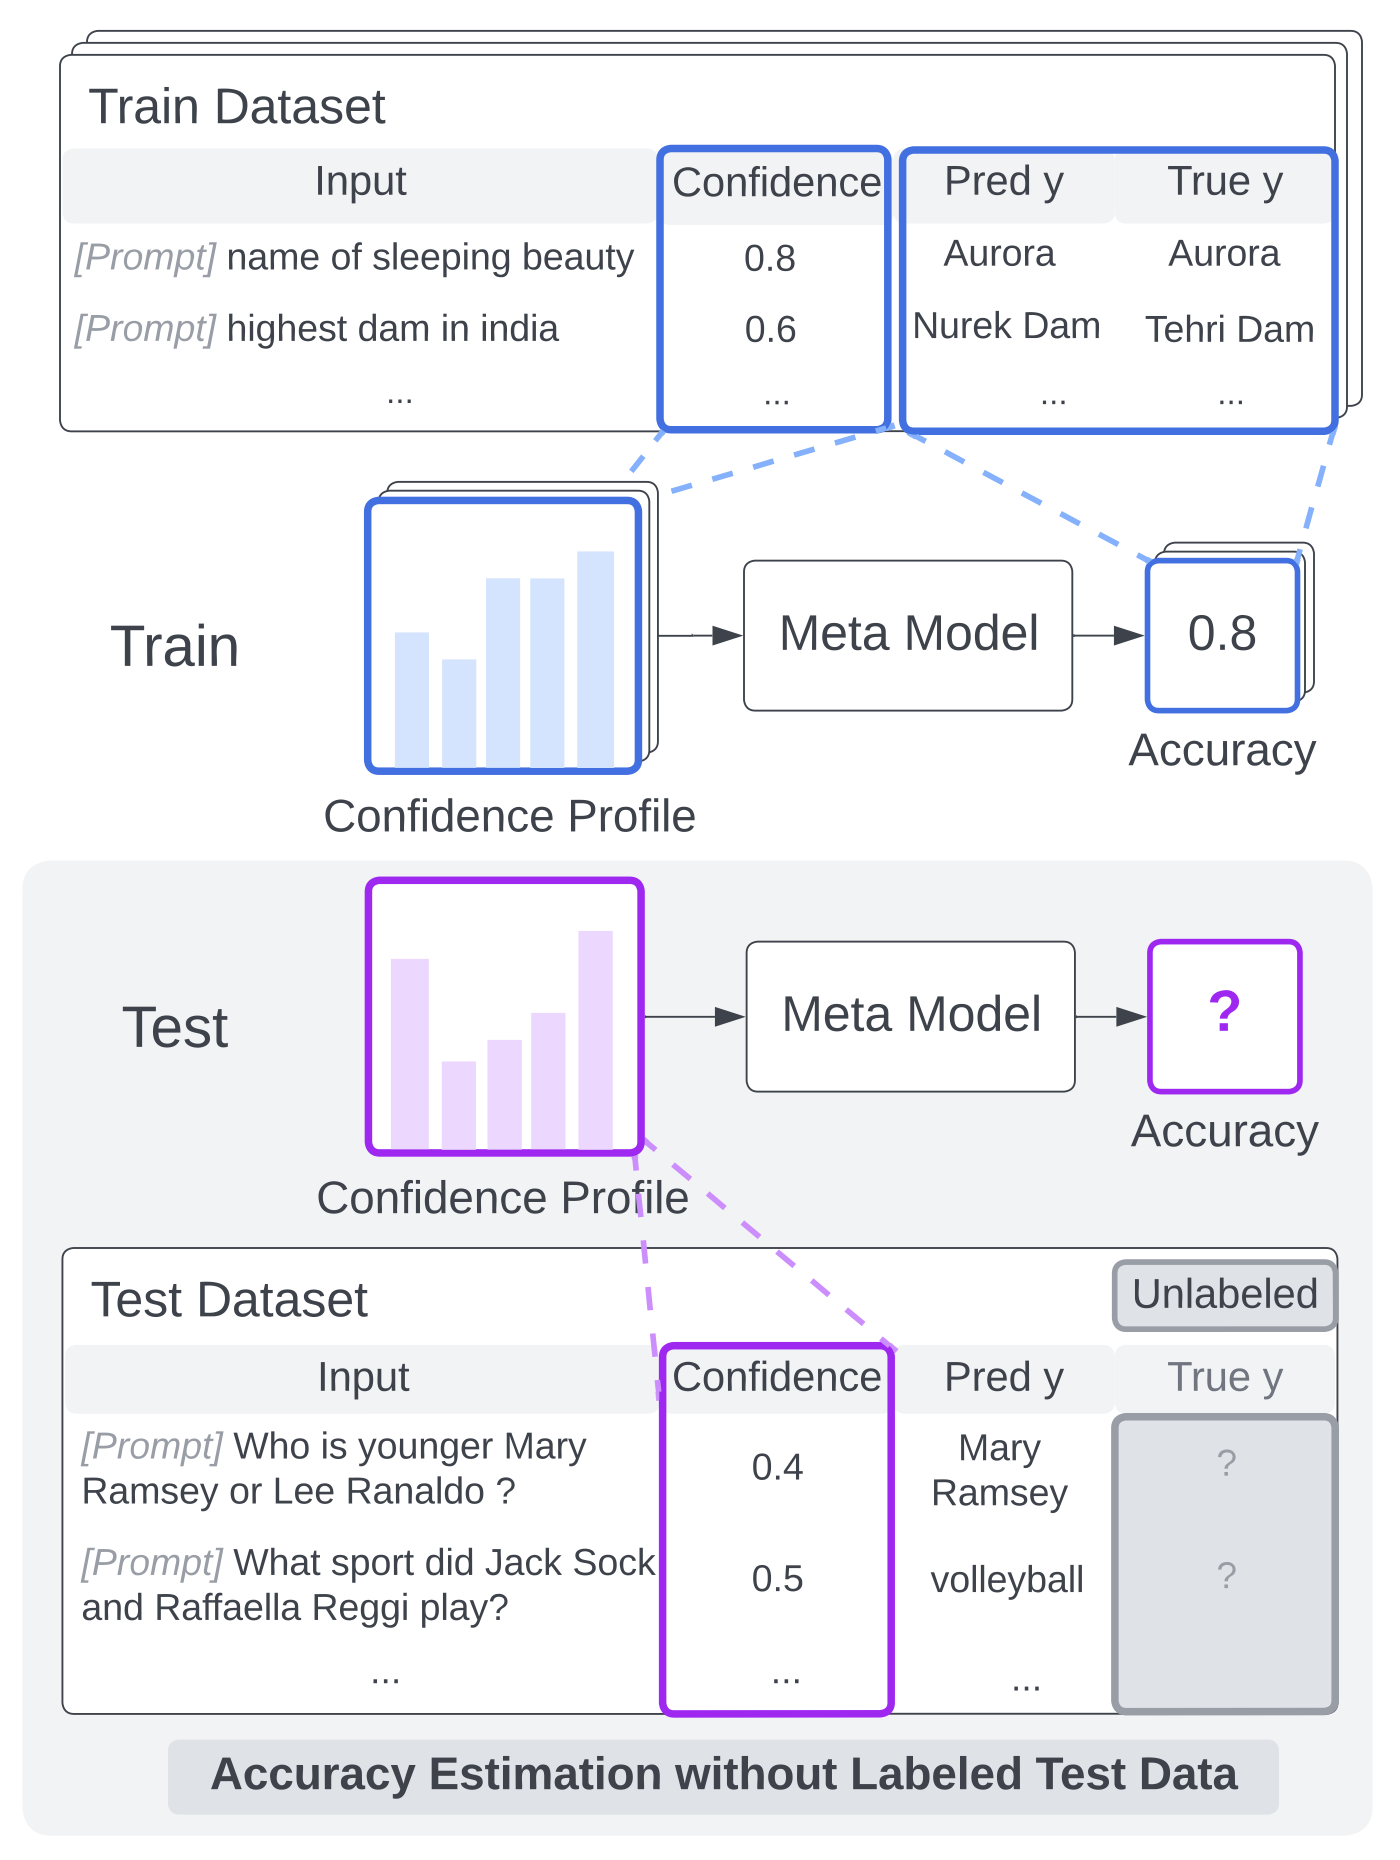 Train Dataset
Input Confidence Pred y True y
[Prompt] name of sleeping beauty 0.8 Aurora Aurora
[Prompt] highest dam in india 0.6 Nurek Dam Tehri Dam
... ... ... ...
Train
Meta Model
0.8
Accuracy
Confidence Profile
Test
Meta Model
?
Accuracy
Confidence Profile
Test Dataset
Unlabeled
Input Confidence Pred y True y
[Prompt] Who is younger Mary
Ramsey or Lee Ranaldo ?
0.4
Mary
Ramsey
?
[Prompt] What sport did Jack Sock
and Raffaella Reggi play?
0.5
volleyball
?
... ... ...
Accuracy Estimation without Labeled Test Data